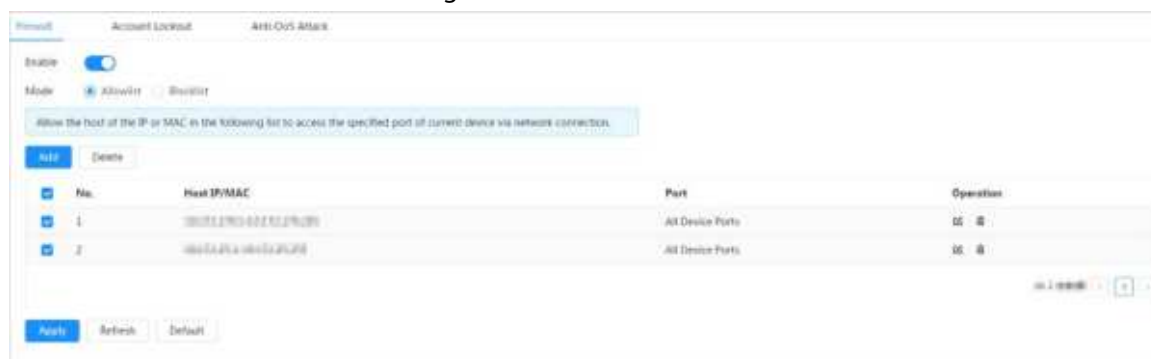 Firewall Account Lockout Anti-DoS Attack
Enable
Mode Allowlist Blocklist
Allow the host of the IP or MAC in the following list to access the specified port of current device via network connection.
Add Delete
No. Host IP/MAC Port Operation
1 All Device Ports
2 All Device Ports
1
Apply Refresh Default